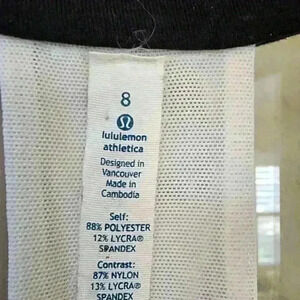 8
lululemon
athletica
Designed in
Vancouver
Made in
Cambodia
Self:
88% POLYESTER
12% LYCRA®
SPANDEX
Contrast:
87% NYLON
13% LYCRA®
SPANDEX